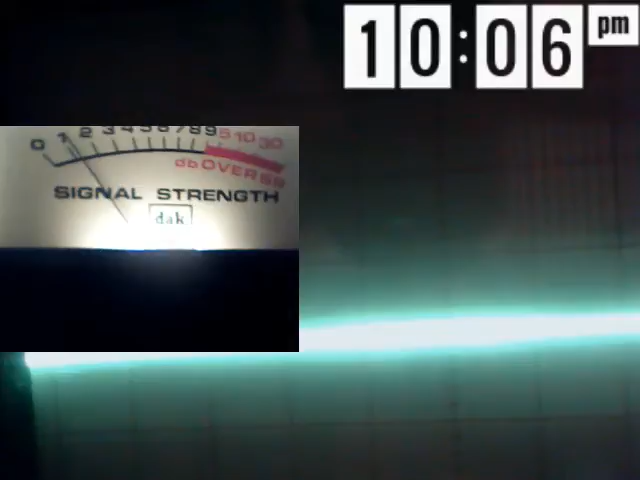 10:06 pm
0 1 2 3 4 5 6 7 8 9 5 10 30
db OVER S9
SIGNAL STRENGTH
dak